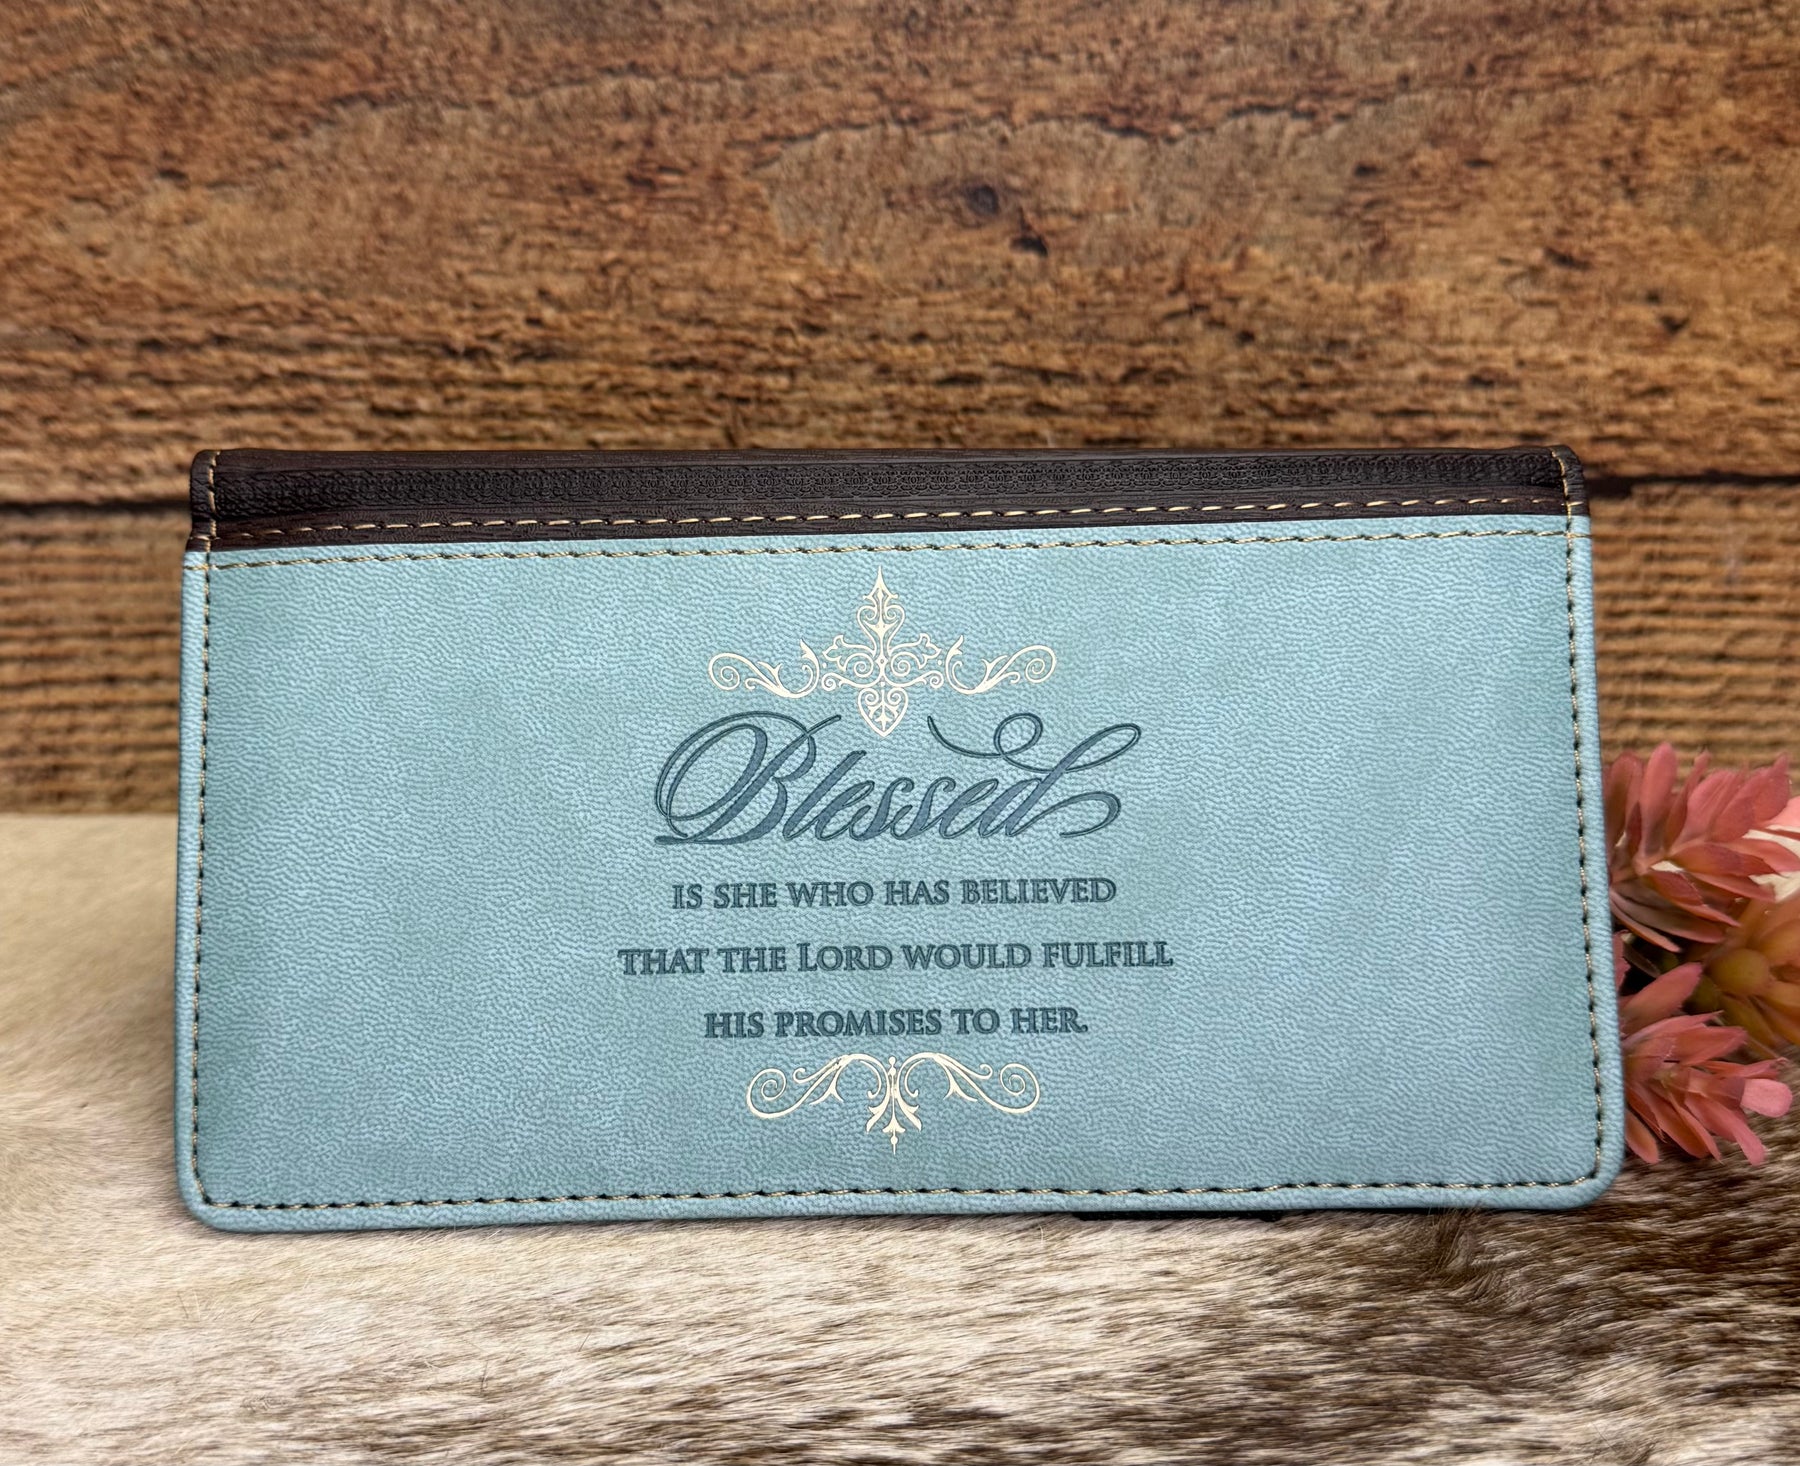 Blessed
IS SHE WHO HAS BELIEVED
THAT THE LORD WOULD FULFILL
HIS PROMISES TO HER.